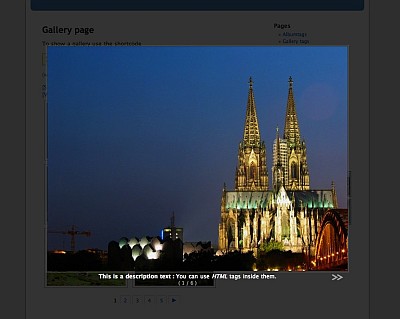 Gallery page
Pages
Albumtags
Gallery tags
To show a gallery use the shortcode
This is a description text : You can use HTML tags inside them.
( 1 / 6 )
>>
1 2 3 4 5 ►